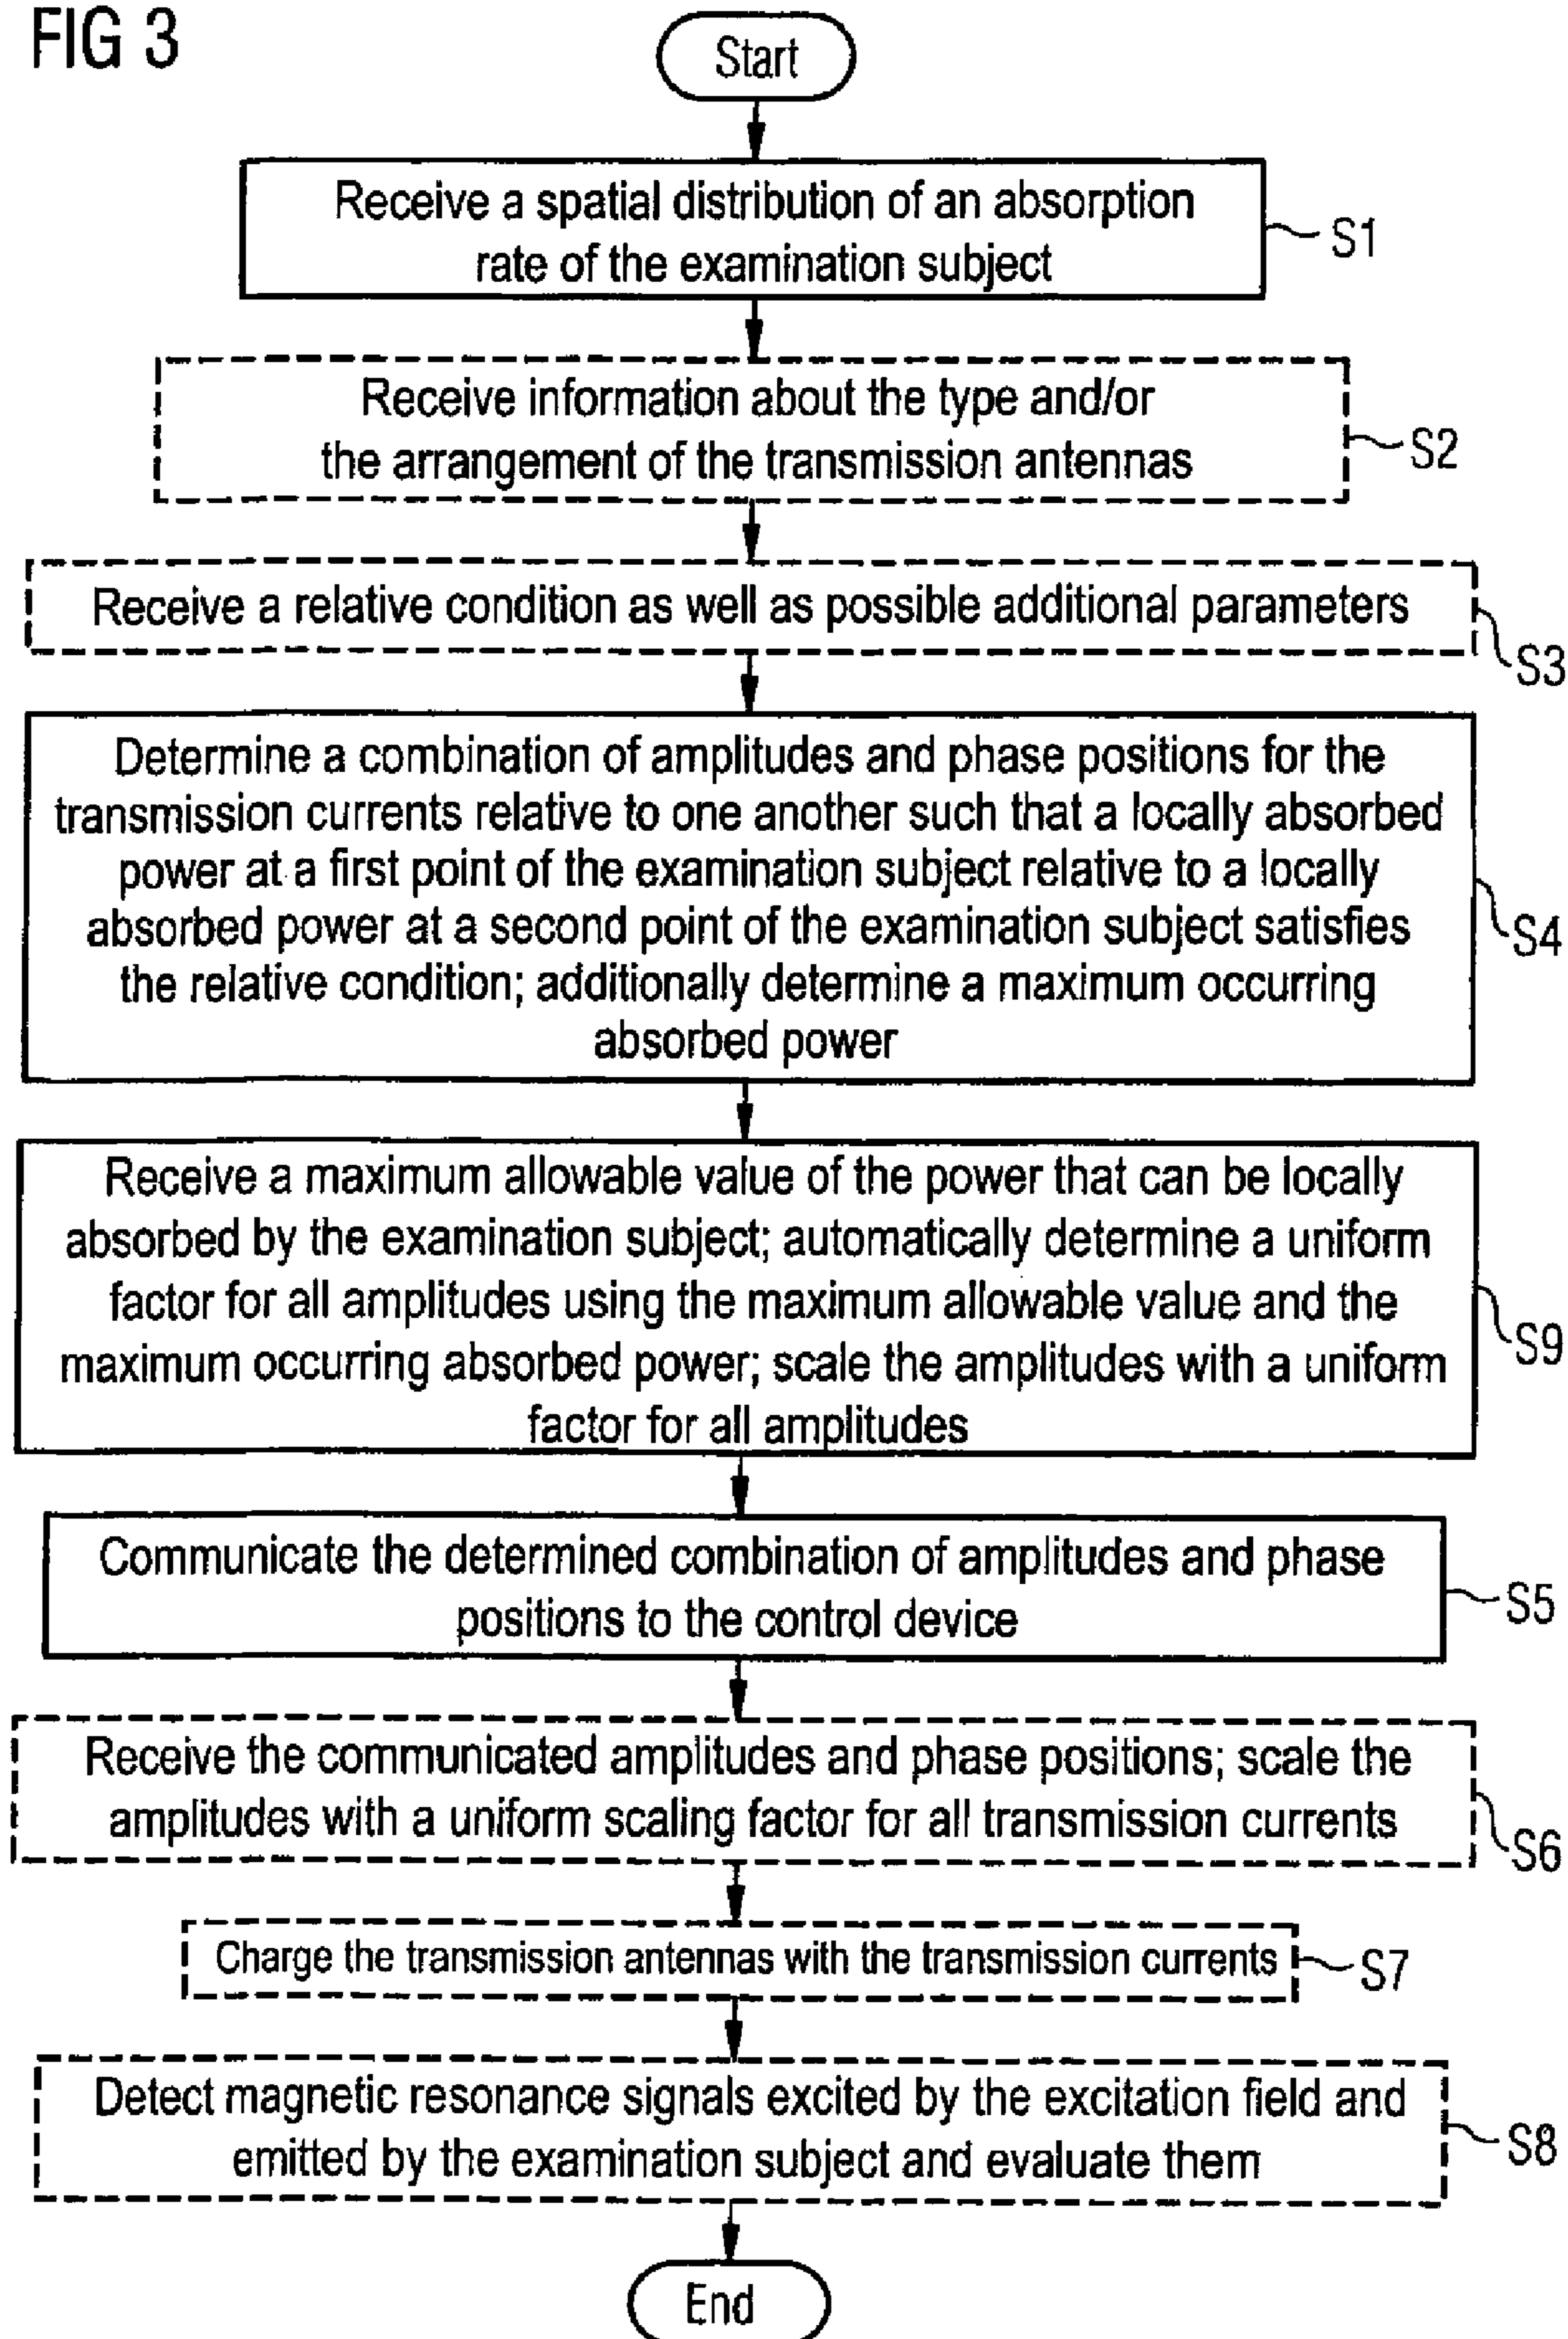 FIG 3
Start
Receive a spatial distribution of an absorption
rate of the examination subject
S1
Receive information about the type and/or
the arrangement of the transmission antennas
S2
Receive a relative condition as well as possible additional parameters
S3
Determine a combination of amplitudes and phase positions for the
transmission currents relative to one another such that a locally absorbed
power at a first point of the examination subject relative to a locally
absorbed power at a second point of the examination subject satisfies
the relative condition; additionally determine a maximum occurring
absorbed power
S4
Receive a maximum allowable value of the power that can be locally
absorbed by the examination subject; automatically determine a uniform
factor for all amplitudes using the maximum allowable value and the
maximum occurring absorbed power; scale the amplitudes with a uniform
factor for all amplitudes
S9
Communicate the determined combination of amplitudes and phase
positions to the control device
S5
Receive the communicated amplitudes and phase positions; scale the
amplitudes with a uniform scaling factor for all transmission currents
S6
Charge the transmission antennas with the transmission currents
S7
Detect magnetic resonance signals excited by the excitation field and
emitted by the examination subject and evaluate them
S8
End